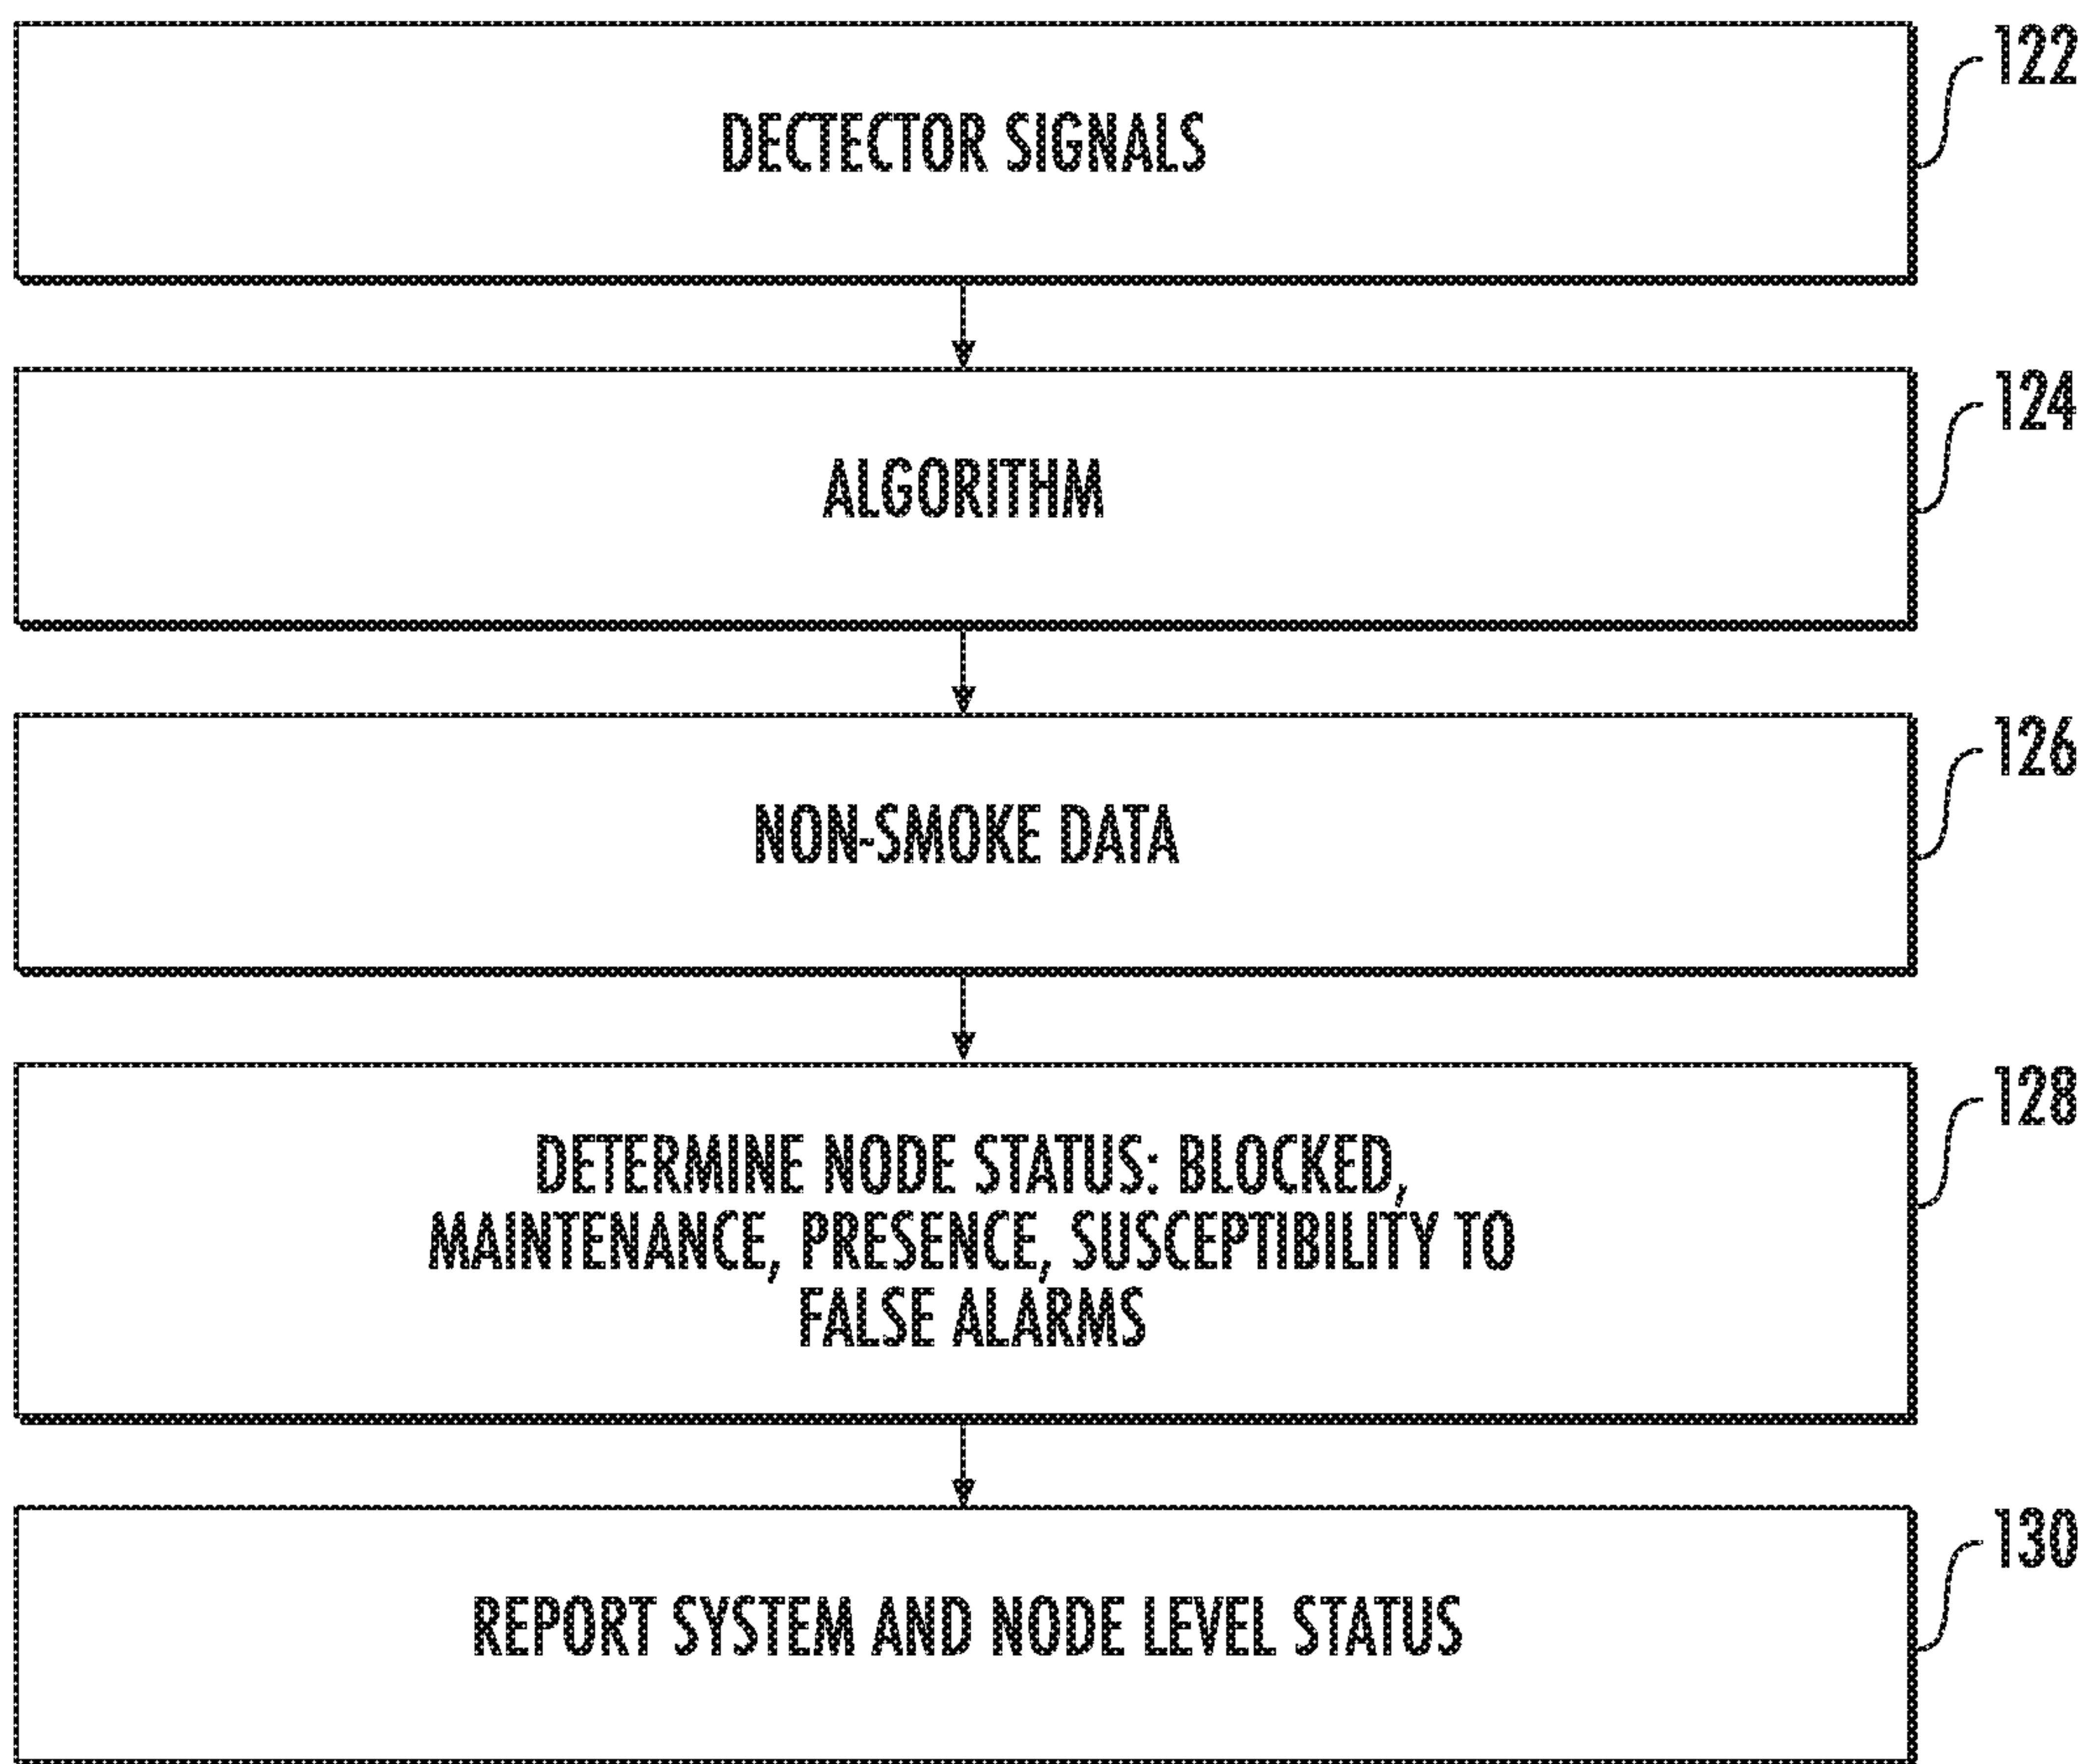 DECTECTOR SIGNALS
122
ALGORITHM
124
NON-SMOKE DATA
126
DETERMINE NODE STATUS: BLOCKED,
MAINTENANCE, PRESENCE, SUSCEPTIBILITY TO
FALSE ALARMS
128
REPORT SYSTEM AND NODE LEVEL STATUS
130